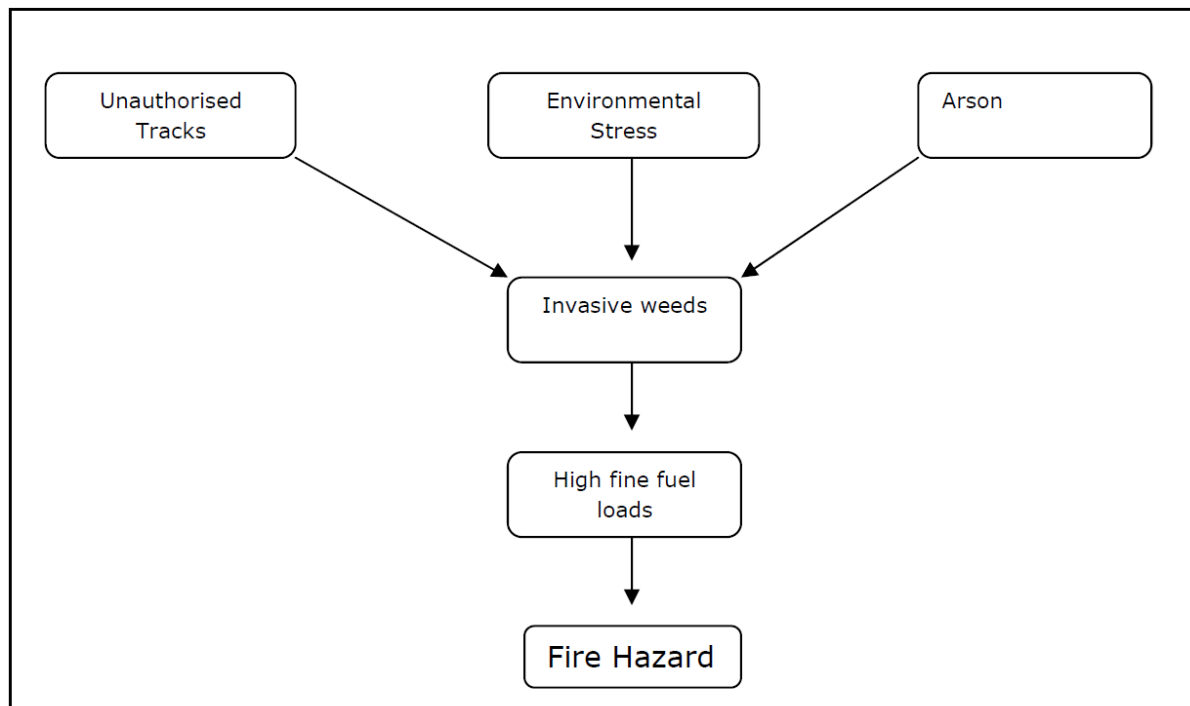 Unauthorised
Tracks
Environmental
Stress
Arson
Invasive weeds
High fine fuel
loads
Fire Hazard